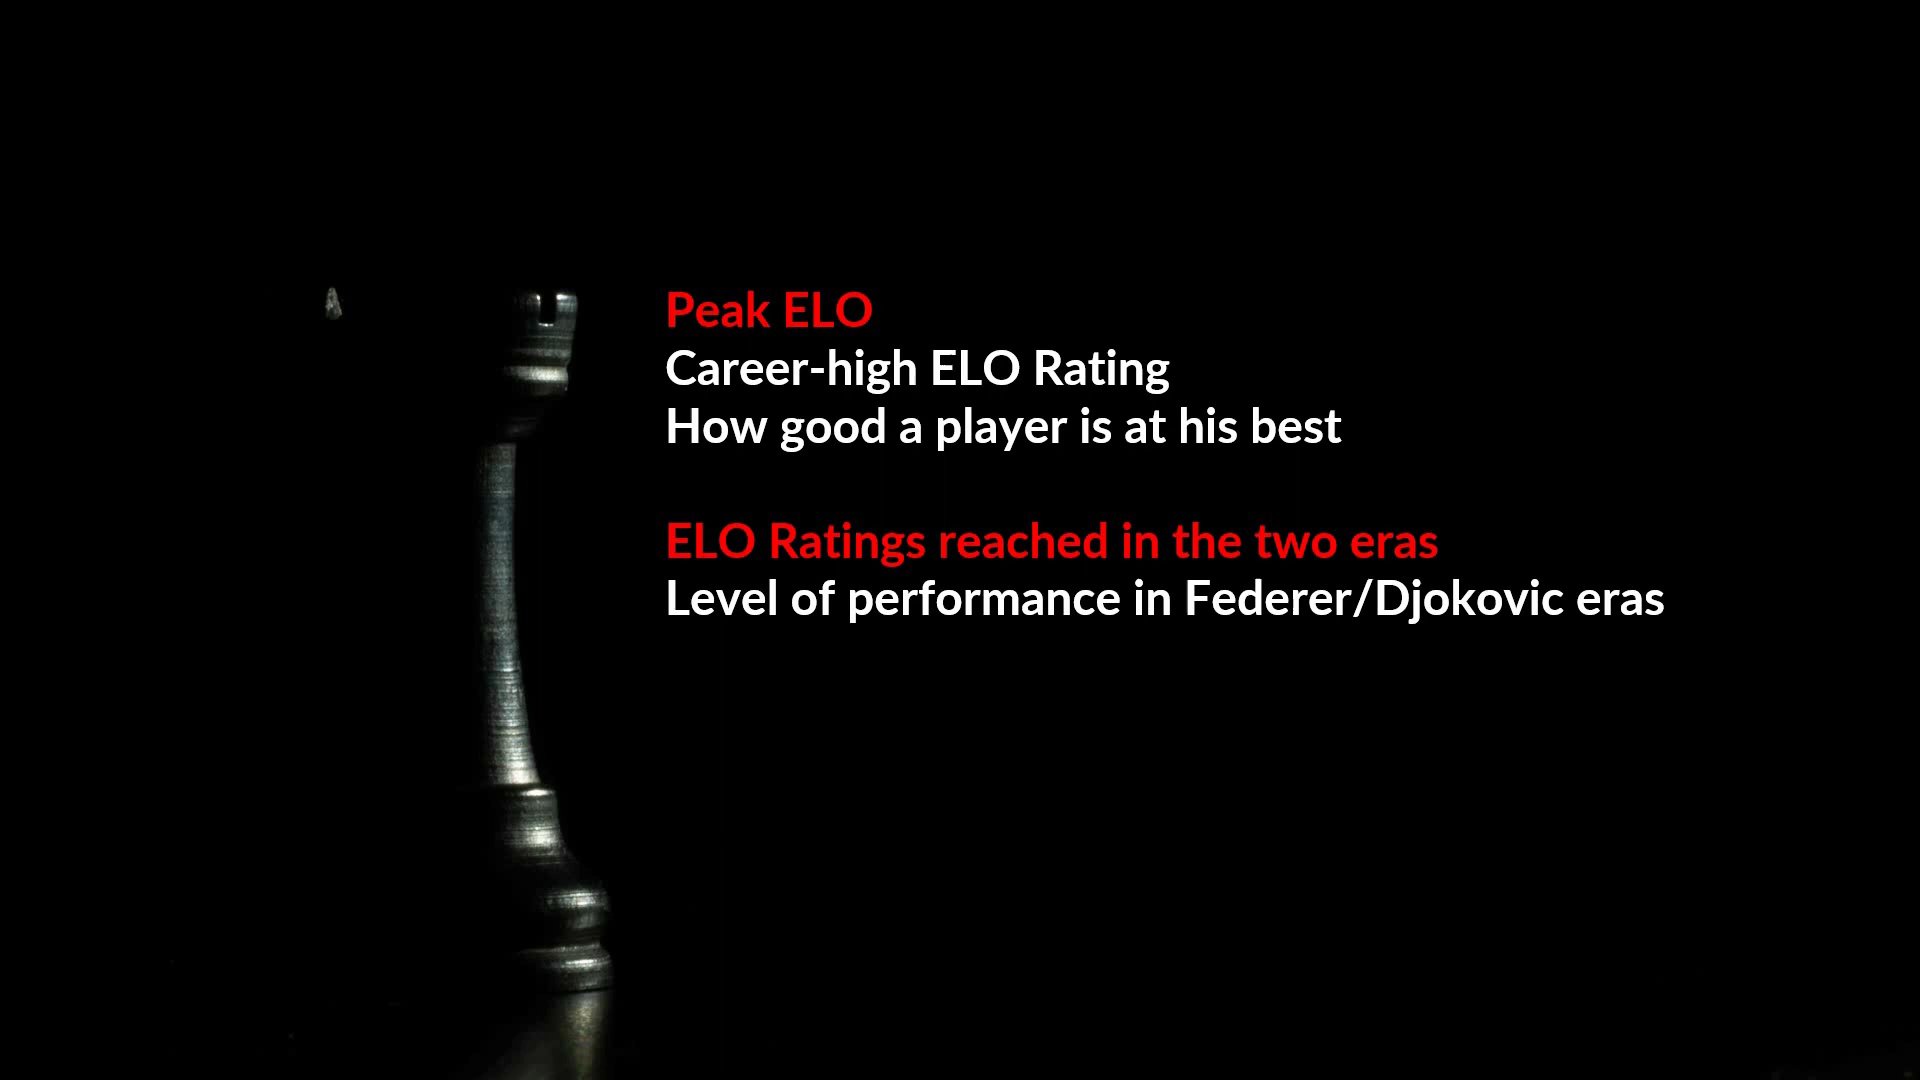 Peak ELO
Career-high ELO Rating
How good a player is at his best
ELO Ratings reached in the two eras
Level of performance in Federer/Djokovic eras